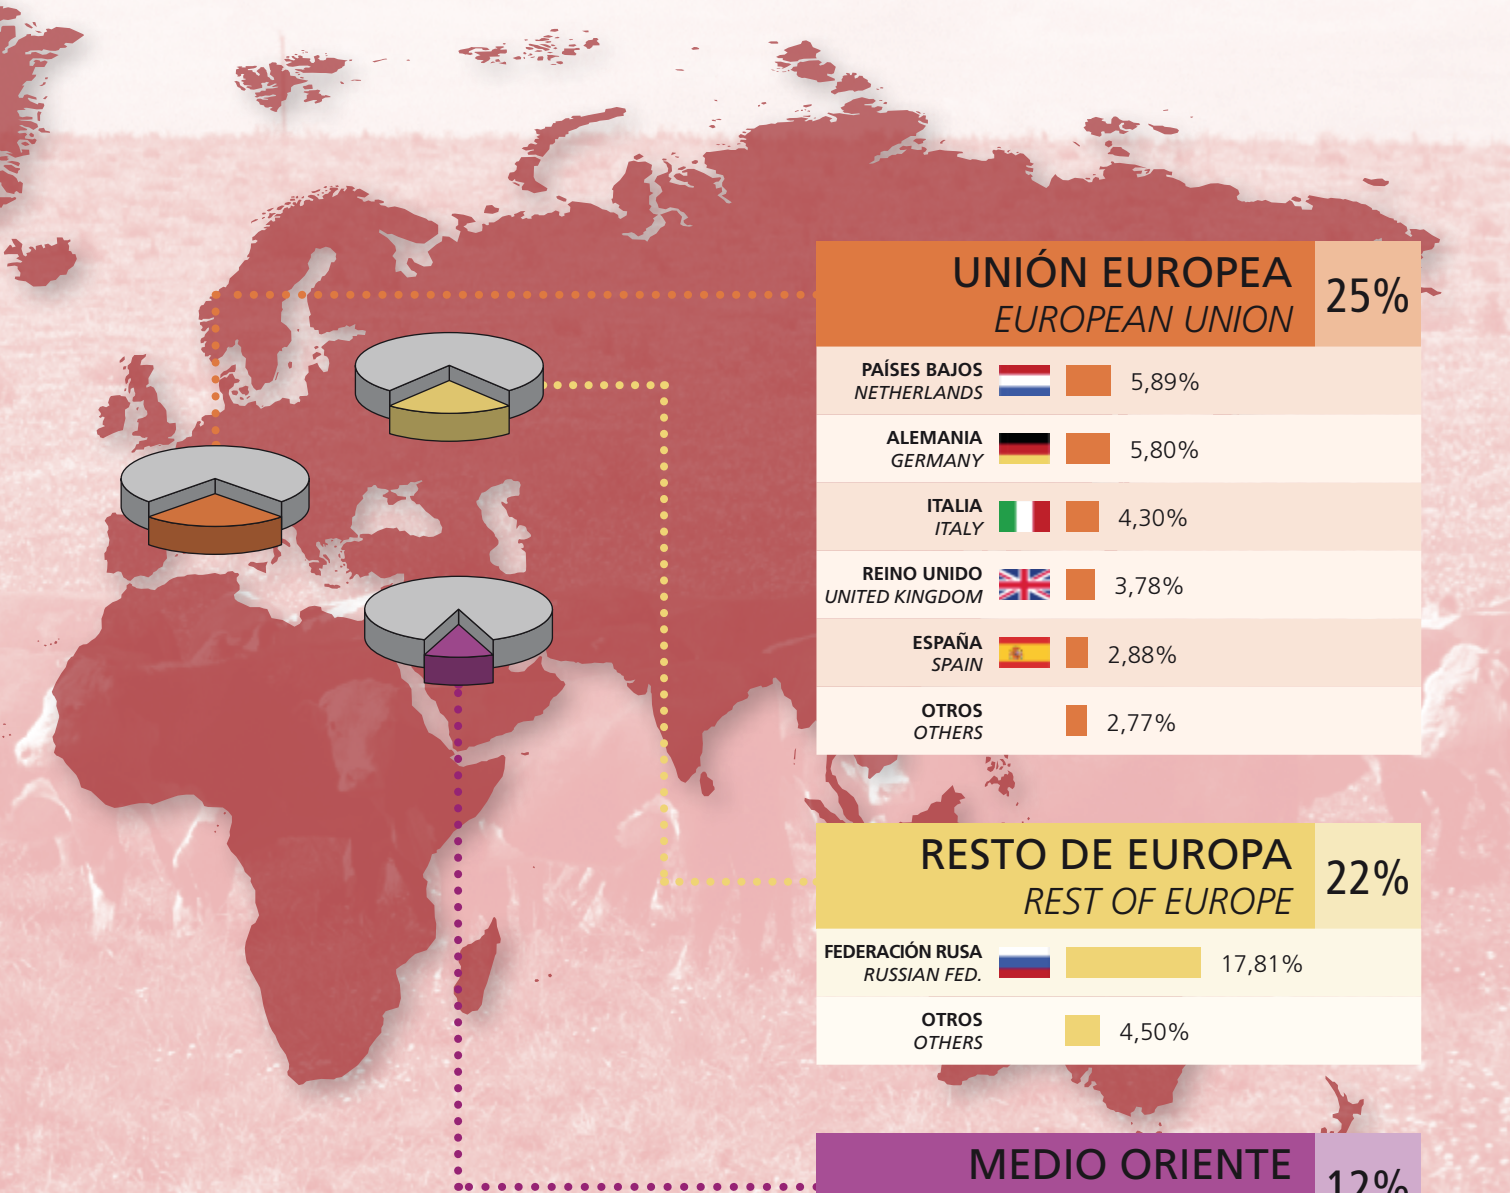 UNIÓN EUROPEA
EUROPEAN UNION
25%
PAÍSES BAJOS
NETHERLANDS
5,89%
ALEMANIA
GERMANY
5,80%
ITALIA
ITALY
4,30%
REINO UNIDO
UNITED KINGDOM
3,78%
ESPAÑA
SPAIN
2,88%
OTROS
OTHERS
2,77%
RESTO DE EUROPA
REST OF EUROPE
22%
FEDERACIÓN RUSA
RUSSIAN FED.
17,81%
OTROS
OTHERS
4,50%
MEDIO ORIENTE
12%